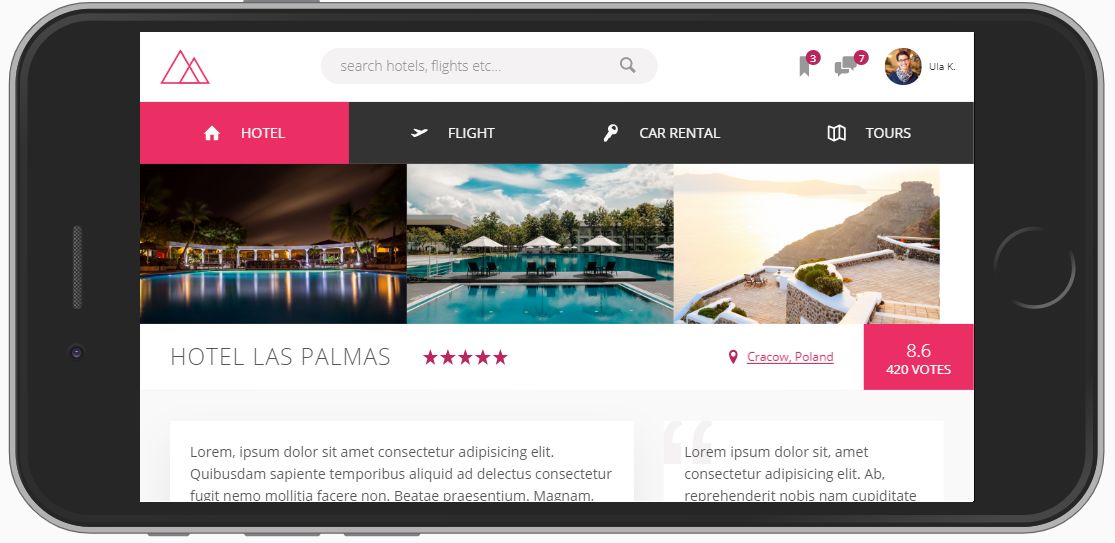 search hotels, flights etc...
3
7
Ula K.
HOTEL
FLIGHT
CAR RENTAL
TOURS
HOTEL LAS PALMAS
Cracow, Poland
8.6
420 VOTES
Lorem, ipsum dolor sit amet consectetur adipisicing elit.
Quibusdam sapiente temporibus aliquid ad delectus consectetur
fugit nemo mollitia facere non. Beatae praesentium. Magnam,
Lorem ipsum dolor sit, amet
consectetur adipisicing elit. Ab,
reprehenderit nobis nam cupiditate